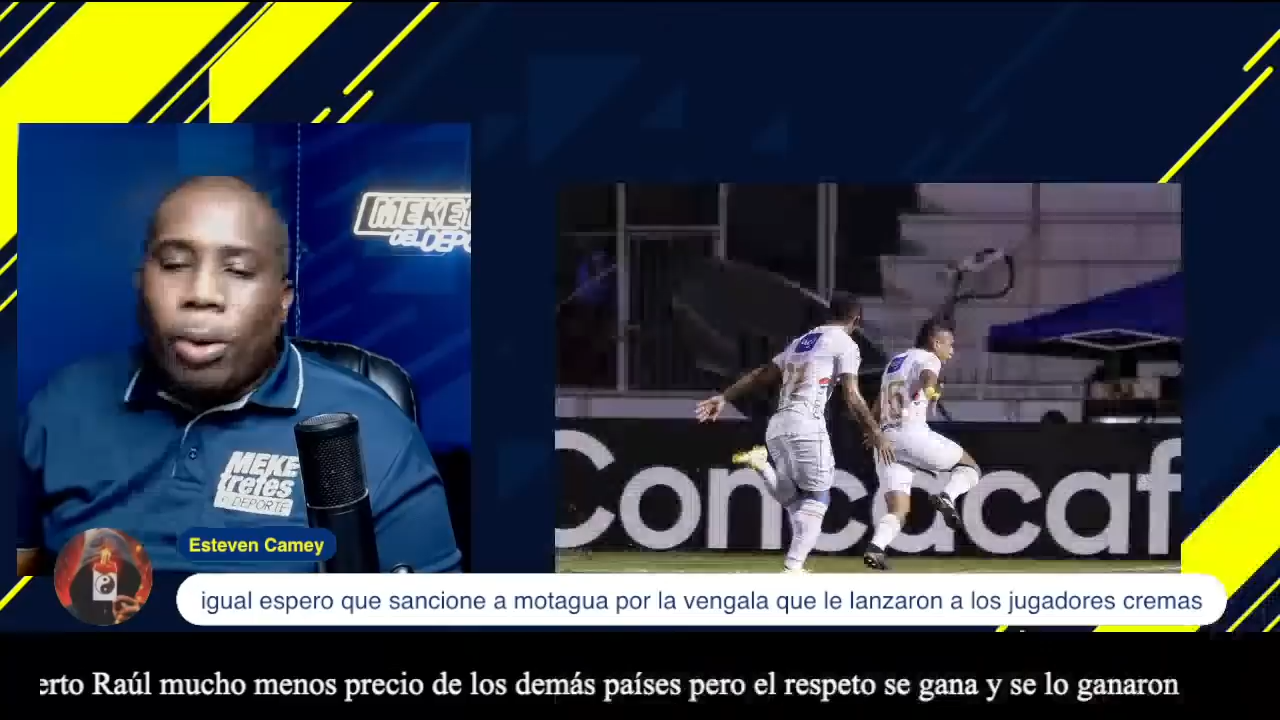 MEKE
DEL DEPO
MEKE
tretes
DEPORTE
Concacaf
Esteven Camey
igual espero que sancione a motagua por la vengala que le lanzaron a los jugadores cremas
erto Raúl mucho menos precio de los demás países pero el respeto se gana y se lo ganaron